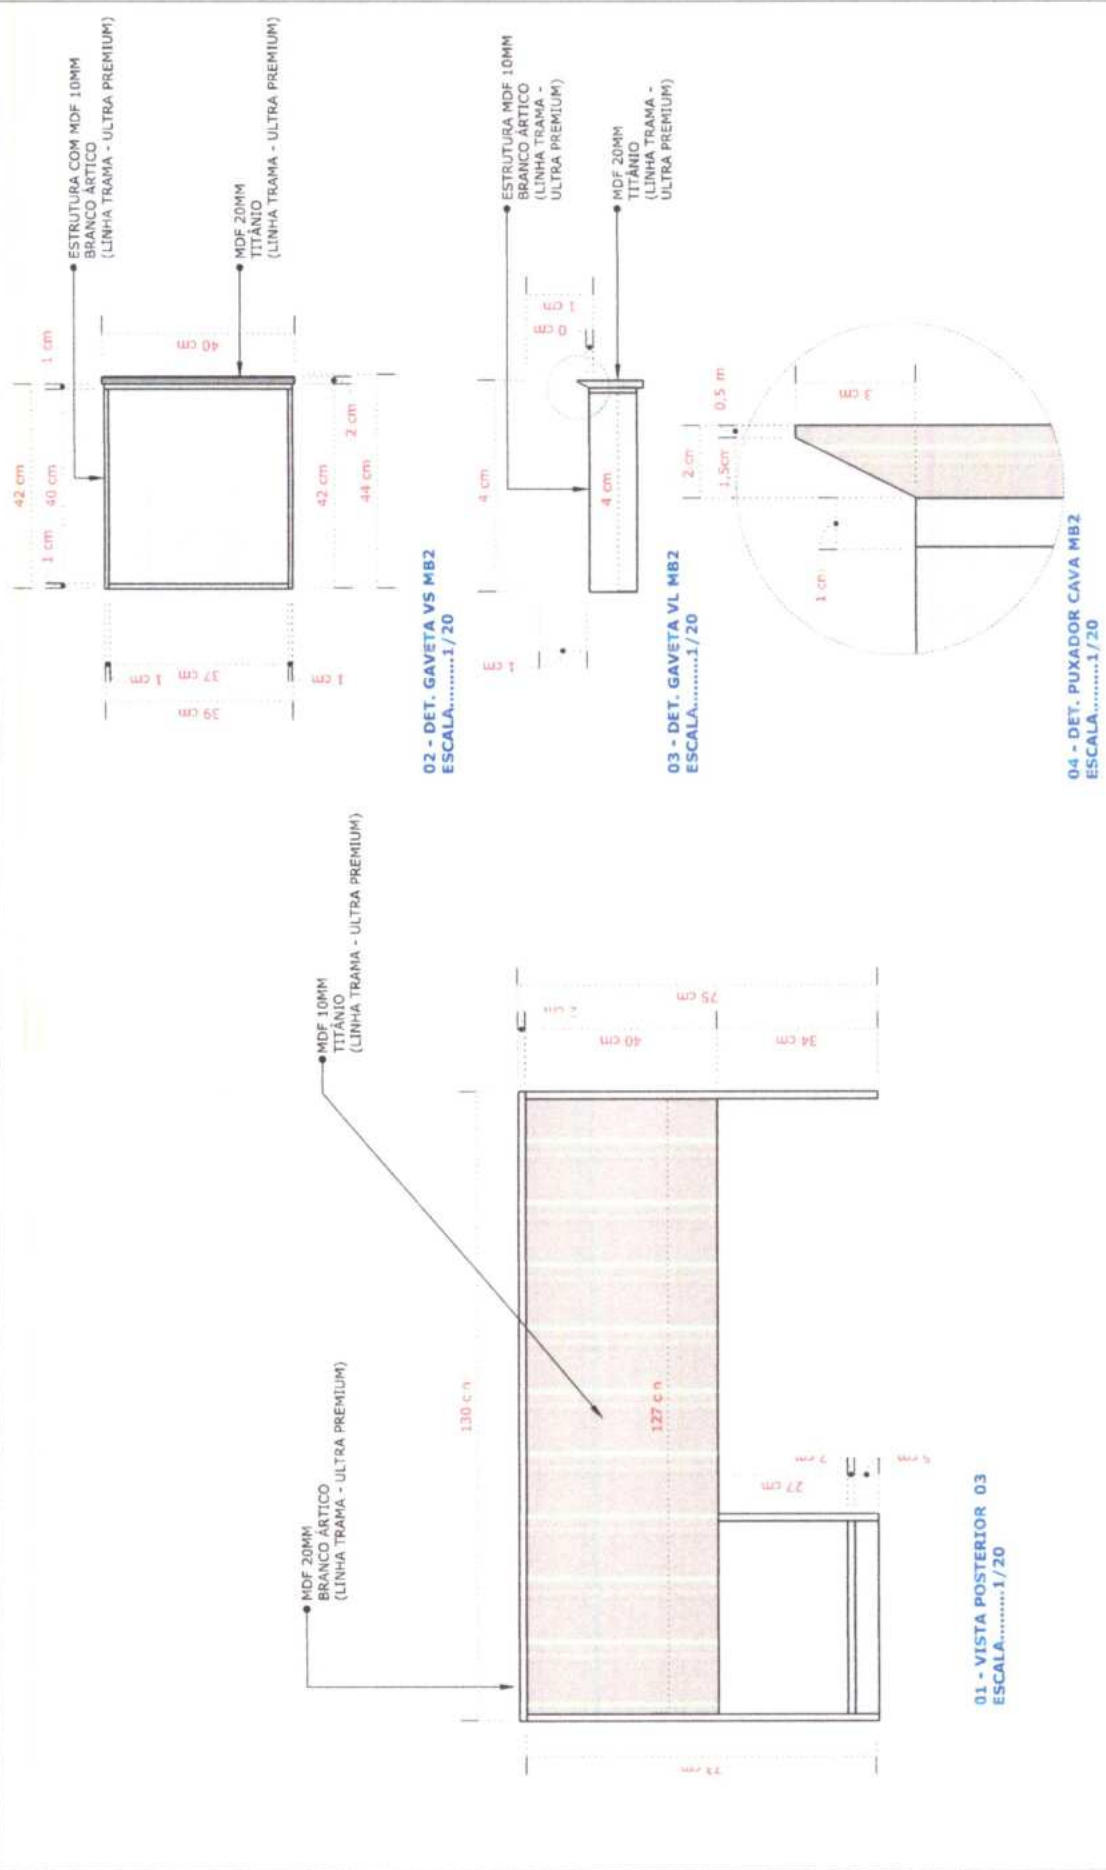 MDF 20MM
BRANCO ÁRTICO
(LINHA TRAMA - ULTRA PREMIUM)
MDF 10MM
TITÂNIO
(LINHA TRAMA - ULTRA PREMIUM)
130 c n
127 c n
40 cm
34 cm
75 cm
27 cm
5 cm
01 - VISTA POSTERIOR 03
ESCALA.........1/20
ESTRUTURA COM MDF 10MM
BRANCO ÁRTICO
(LINHA TRAMA - ULTRA PREMIUM)
MDF 20MM
TITÂNIO
(LINHA TRAMA - ULTRA PREMIUM)
42 cm
1 cm
40 cm
1 cm
40 cm
1 cm
37 cm
1 cm
39 cm
42 cm
2 cm
44 cm
02 - DET. GAVETA VS MB2
ESCALA.........1/20
ESTRUTURA MDF 10MM
BRANCO ÁRTICO
(LINHA TRAMA -
ULTRA PREMIUM)
MDF 20MM
TITÂNIO
(LINHA TRAMA -
ULTRA PREMIUM)
4 cm
4 cm
1 cm
0 cm
1 cm
03 - DET. GAVETA VL MB2
ESCALA.........1/20
2 cm
0,5 m
1,5cm
3 cm
1 cm
04 - DET. PUXADOR CAVA MB2
ESCALA.........1/20